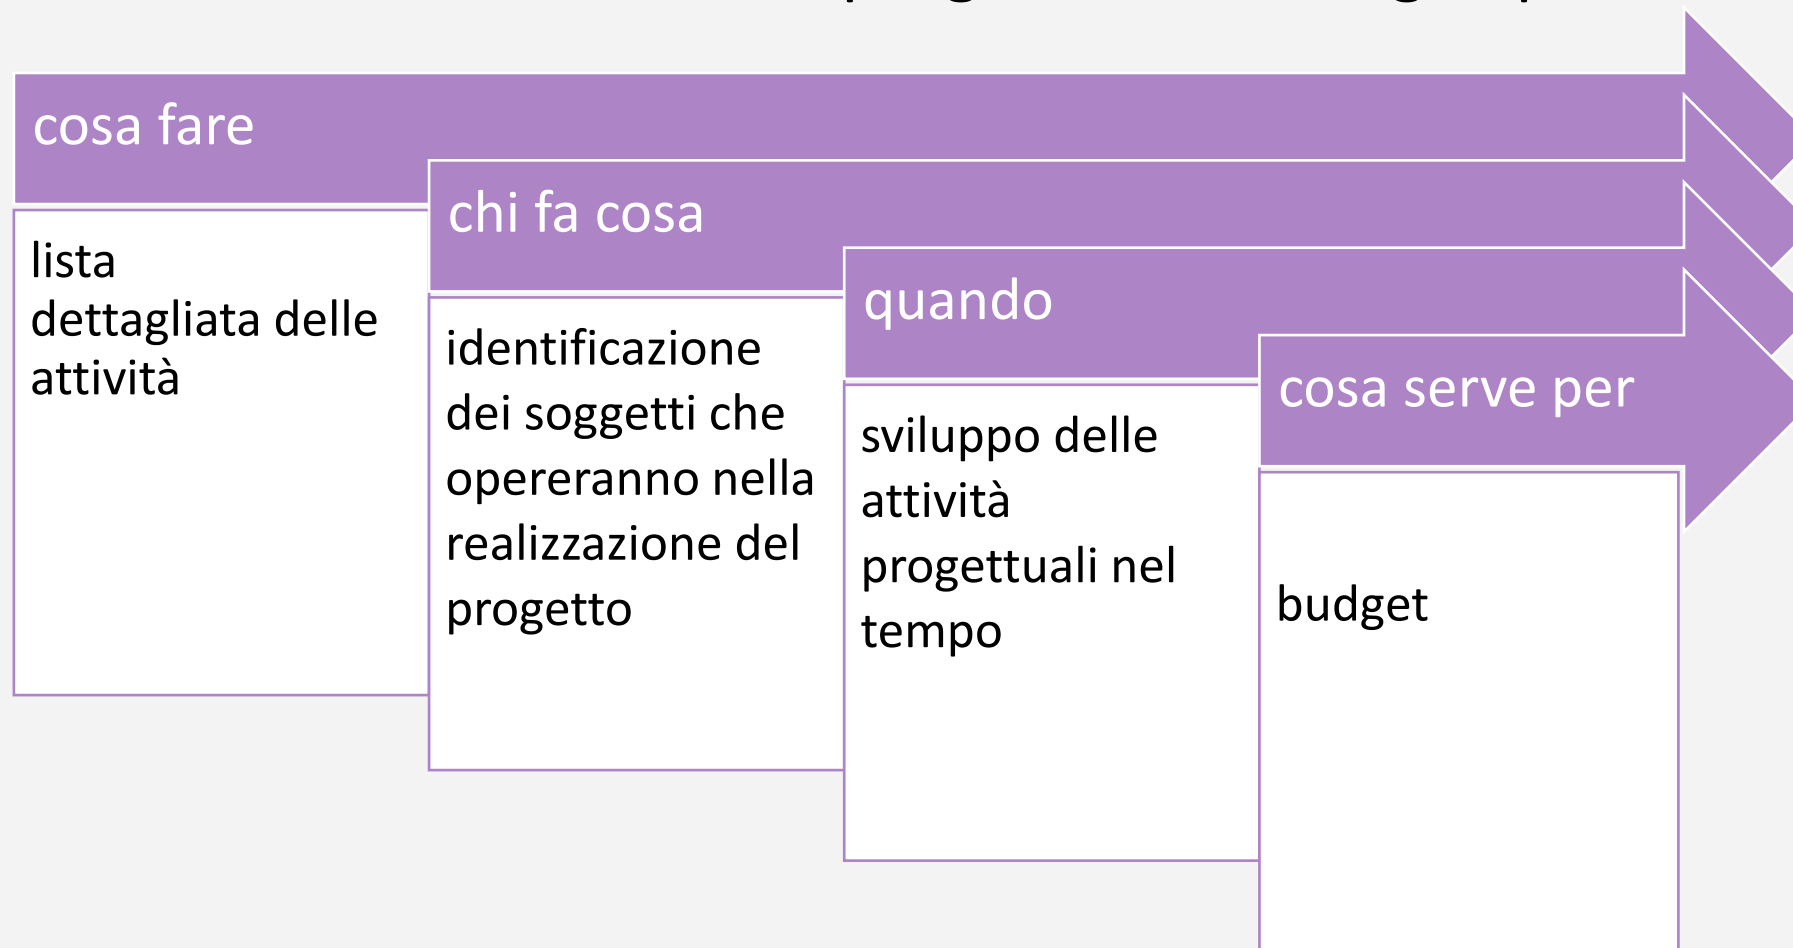 cosa fare
lista
dettagliata delle
attività
chi fa cosa
identificazione
dei soggetti che
opereranno nella
realizzazione del
progetto
quando
sviluppo delle
attività
progettuali nel
tempo
cosa serve per
budget